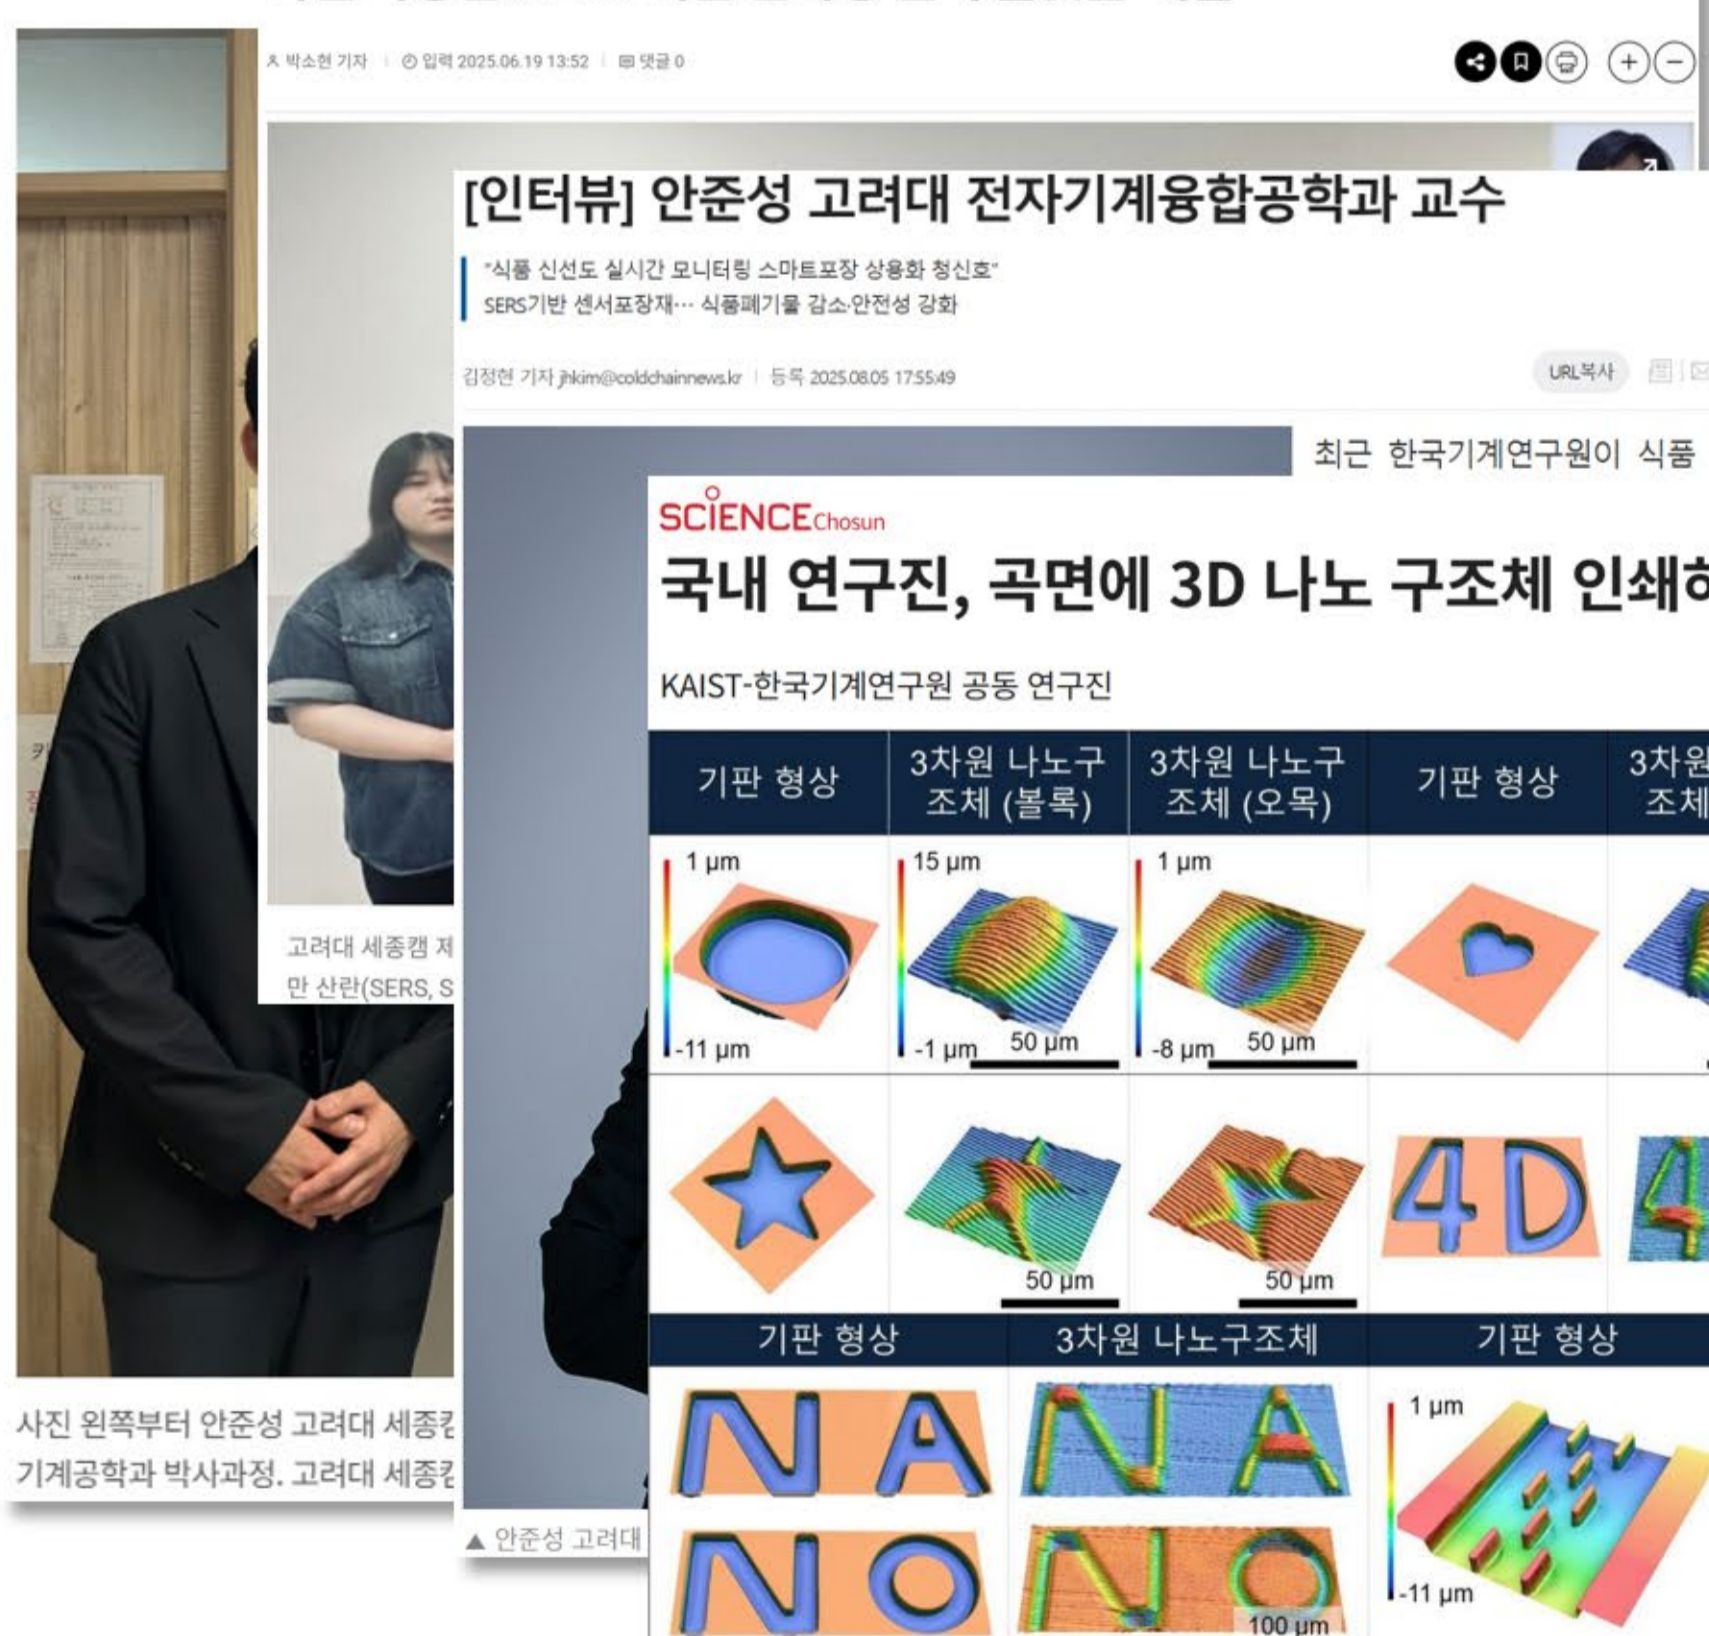 박소현 기자 | 입력 2025.06.19 13:52 | 댓글 0
[인터뷰] 안준성 고려대 전자기계융합공학과 교수
"식품 신선도 실시간 모니터링 스마트포장 상용화 청신호"
SERS기반 센서포장재… 식품폐기물 감소·안전성 강화
김정현 기자 jhkim@coldchainnews.kr | 등록 2025.08.05 17:55:49
URL복사
최근 한국기계연구원이 식품
SCIENCE Chosun
국내 연구진, 곡면에 3D 나노 구조체 인쇄
KAIST-한국기계연구원 공동 연구진
기판 형상
3차원 나노구
조체 (볼록)
3차원 나노구
조체 (오목)
기판 형상
3차원
조체
1 µm
-11 µm
15 µm
-1 µm
50 µm
1 µm
-8 µm
50 µm
50 µm
50 µm
4D
4
기판 형상
3차원 나노구조체
기판 형상
NA
NA
NO
NO
100 µm
1 µm
-11 µm
고려대 세종캠 제
만 산란(SERS, S
사진 왼쪽부터 안준성 고려대 세종캠
기계공학과 박사과정. 고려대 세종캠
▲ 안준성 고려대